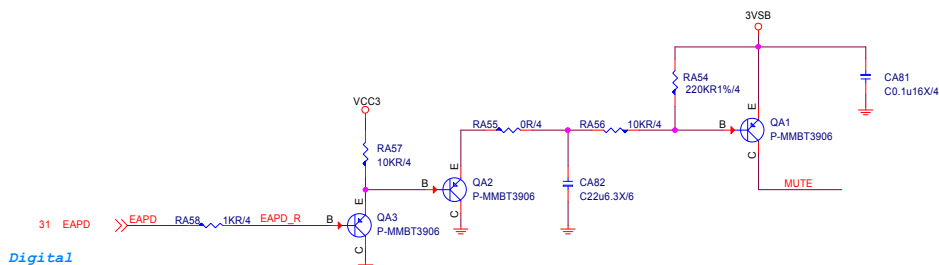 3VSB
RA54
220KR1%/4
CA81
C0.1u16X/4
VCC3
RA55
0R/4
RA56
10KR/4
E
B
QA1
P-MMBT3906
C
RA57
10KR/4
E
B
QA2
P-MMBT3906
C
CA82
C22u6.3X/6
MUTE
31
EAPD
EAPD
RA58
1KR/4
EAPD_R
E
B
QA3
P-MMBT3906
C
Digital